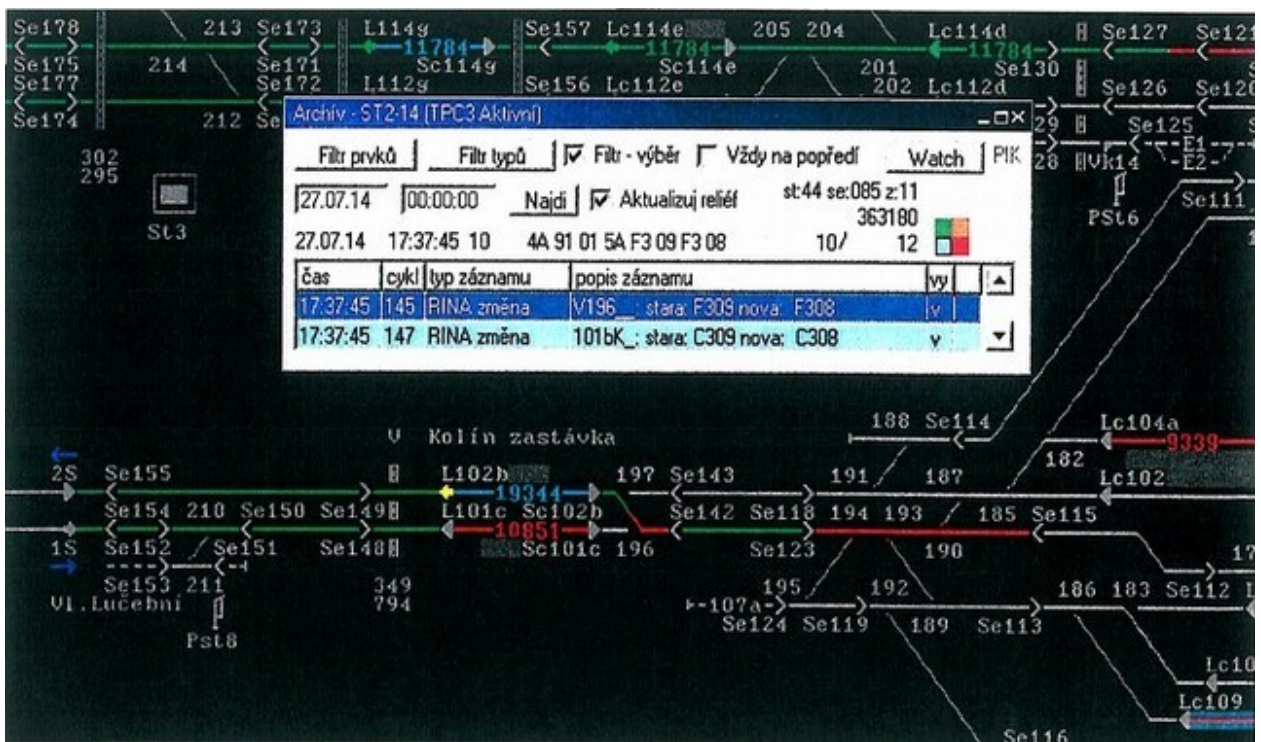 Se178 213 Se173 L114g Se157 Lc114e 205 204 Lc114d Se127
11784 11784 11784
Se175 214 Se171 Sc114g Sc114e 201 Se130
Se177 Se172 L112g Se156 Lc112e 202 Lc112d Se126
Se174 212
Archiv - ST2-14 (TPC3 Aktivní)
Filtr prvků Filtr typů Filtr - výběr Vždy na popředí Watch PIK
27.07.14 00:00:00 Najdi Aktualizuj reliéf st:44 se:085 z:11
363180
27.07.14 17:37:45 10 4A 91 01 5A F3 09 F3 08 10/ 12
čas cykl typ záznamu popis záznamu vy
17:37:45 145 RINA změna V196__: stara: F309 nova: F308 v
17:37:45 147 RINA změna 101bK_: stara: C309 nova: C308 v
29 Se125
28 Vk14 E1
E2
302
295
St3
PSt6 Se111
188 Se114 Lc104a
V Kolín zastávka 9339
182
2S Se155 L102b 197 Se143 191 187 Lc102
19344
Se154 210 Se150 Se149 L101c Sc102b Se142 Se118 194 193 185 Se115
10851
1S Se152 Se151 Se148 Sc101c 196 Se123 190
Se153 211 349 195 192 186 183 Se112
Vl.Lučební 794 107a
Se124 Se119 189 Se113
Pst8
Lc109
Se116